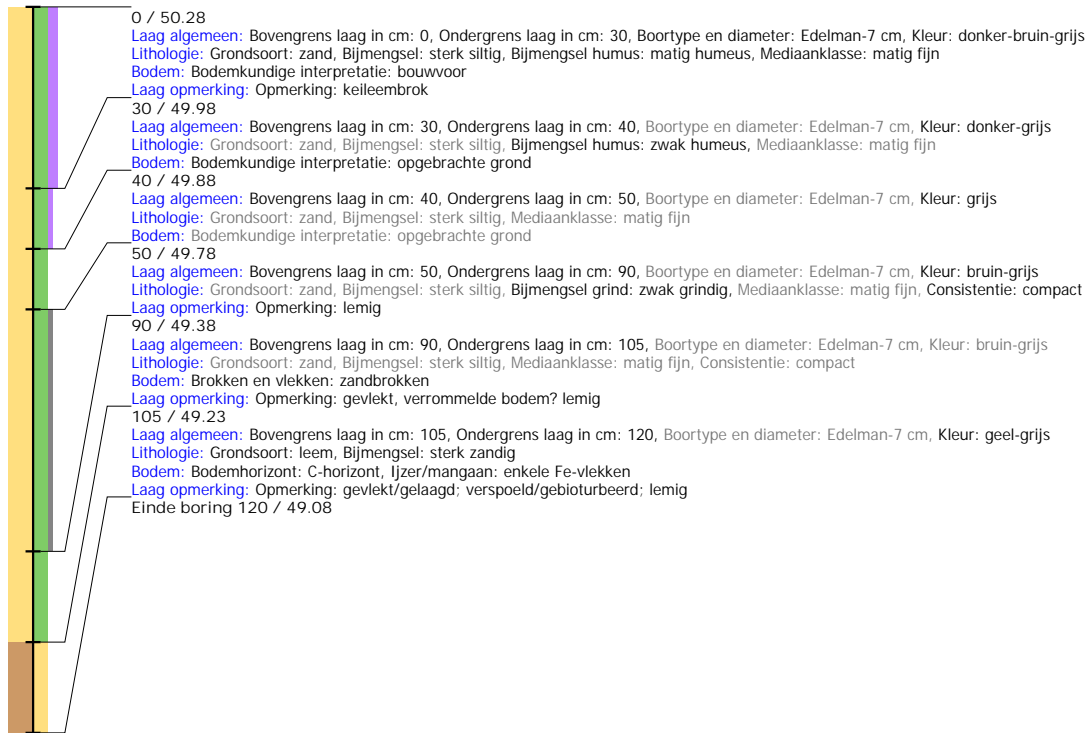 0 / 50.28
Laag algemeen: Bovengrens laag in cm: 0, Ondergrens laag in cm: 30, Boortype en diameter: Edelman-7 cm, Kleur: donker-bruin-grijs
Lithologie: Grondsoort: zand, Bijmengsel: sterk siltig, Bijmengsel humus: matig humeus, Mediaanklasse: matig fijn
Bodem: Bodemkundige interpretatie: bouwvoor
Laag opmerking: Opmerking: keileembrok
30 / 49.98
Laag algemeen: Bovengrens laag in cm: 30, Ondergrens laag in cm: 40, Boortype en diameter: Edelman-7 cm, Kleur: donker-grijs
Lithologie: Grondsoort: zand, Bijmengsel: sterk siltig, Bijmengsel humus: zwak humeus, Mediaanklasse: matig fijn
Bodem: Bodemkundige interpretatie: opgebrachte grond
40 / 49.88
Laag algemeen: Bovengrens laag in cm: 40, Ondergrens laag in cm: 50, Boortype en diameter: Edelman-7 cm, Kleur: grijs
Lithologie: Grondsoort: zand, Bijmengsel: sterk siltig, Mediaanklasse: matig fijn
Bodem: Bodemkundige interpretatie: opgebrachte grond
50 / 49.78
Laag algemeen: Bovengrens laag in cm: 50, Ondergrens laag in cm: 90, Boortype en diameter: Edelman-7 cm, Kleur: bruin-grijs
Lithologie: Grondsoort: zand, Bijmengsel: sterk siltig, Bijmengsel grind: zwak grindig, Mediaanklasse: matig fijn, Consistentie: compact
Laag opmerking: Opmerking: lemig
90 / 49.38
Laag algemeen: Bovengrens laag in cm: 90, Ondergrens laag in cm: 105, Boortype en diameter: Edelman-7 cm, Kleur: bruin-grijs
Lithologie: Grondsoort: zand, Bijmengsel: sterk siltig, Mediaanklasse: matig fijn, Consistentie: compact
Bodem: Brokken en vlekken: zandbrokken
Laag opmerking: Opmerking: gevlekt, verrommelde bodem? lemig
105 / 49.23
Laag algemeen: Bovengrens laag in cm: 105, Ondergrens laag in cm: 120, Boortype en diameter: Edelman-7 cm, Kleur: geel-grijs
Lithologie: Grondsoort: leem, Bijmengsel: sterk zandig
Bodem: Bodemhorizont: C-horizont, Ijzer/mangaan: enkele Fe-vlekken
Laag opmerking: Opmerking: gevlekt/gelaagd; verspoeld/gebioturbeerd; lemig
Einde boring 120 / 49.08